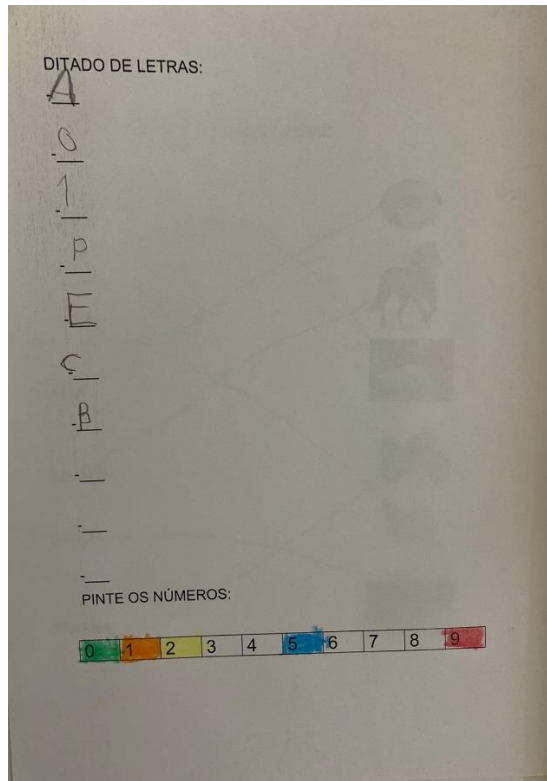 DITADO DE LETRAS:
- A
- O
- I
- P
- E
- Ç
- B
-
-
-
PINTE OS NÚMEROS:
0 1 2 3 4 5 6 7 8 9